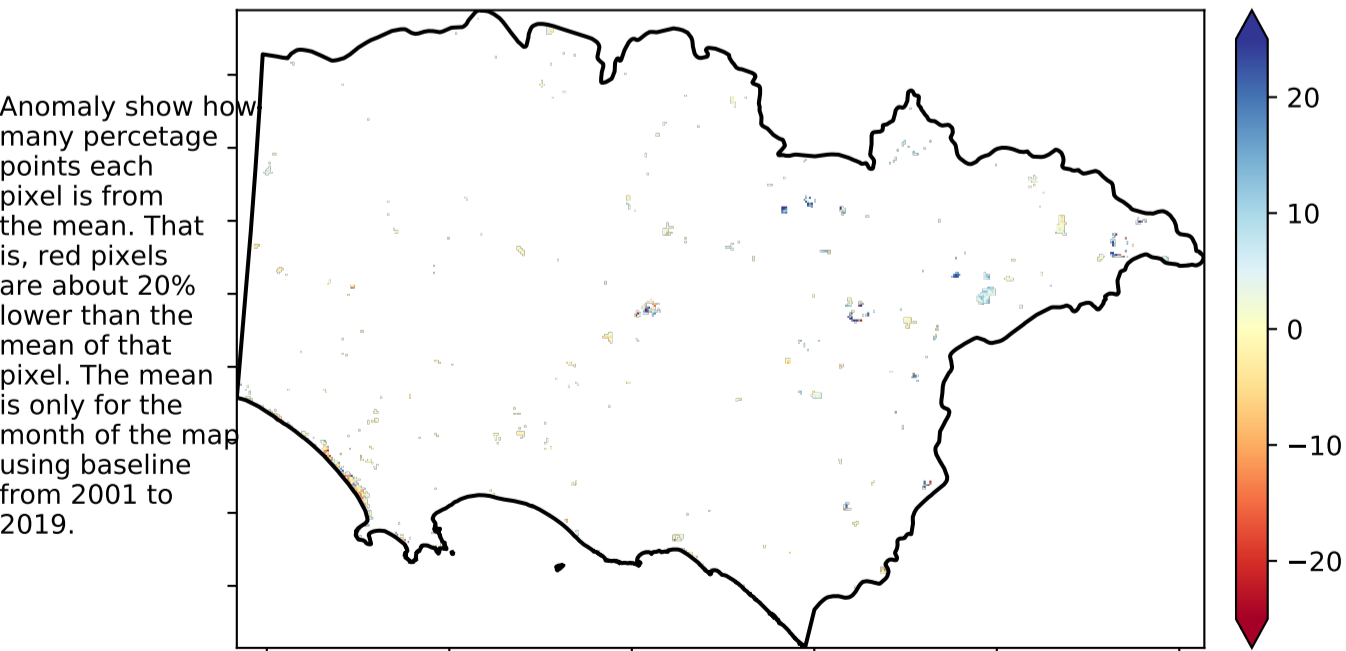 Anomaly show how
many percetage
points each
pixel is from
the mean. That
is, red pixels
are about 20%
lower than the
mean of that
pixel. The mean
is only for the
month of the map
using baseline
from 2001 to
2019.
20
10
0
−10
−20